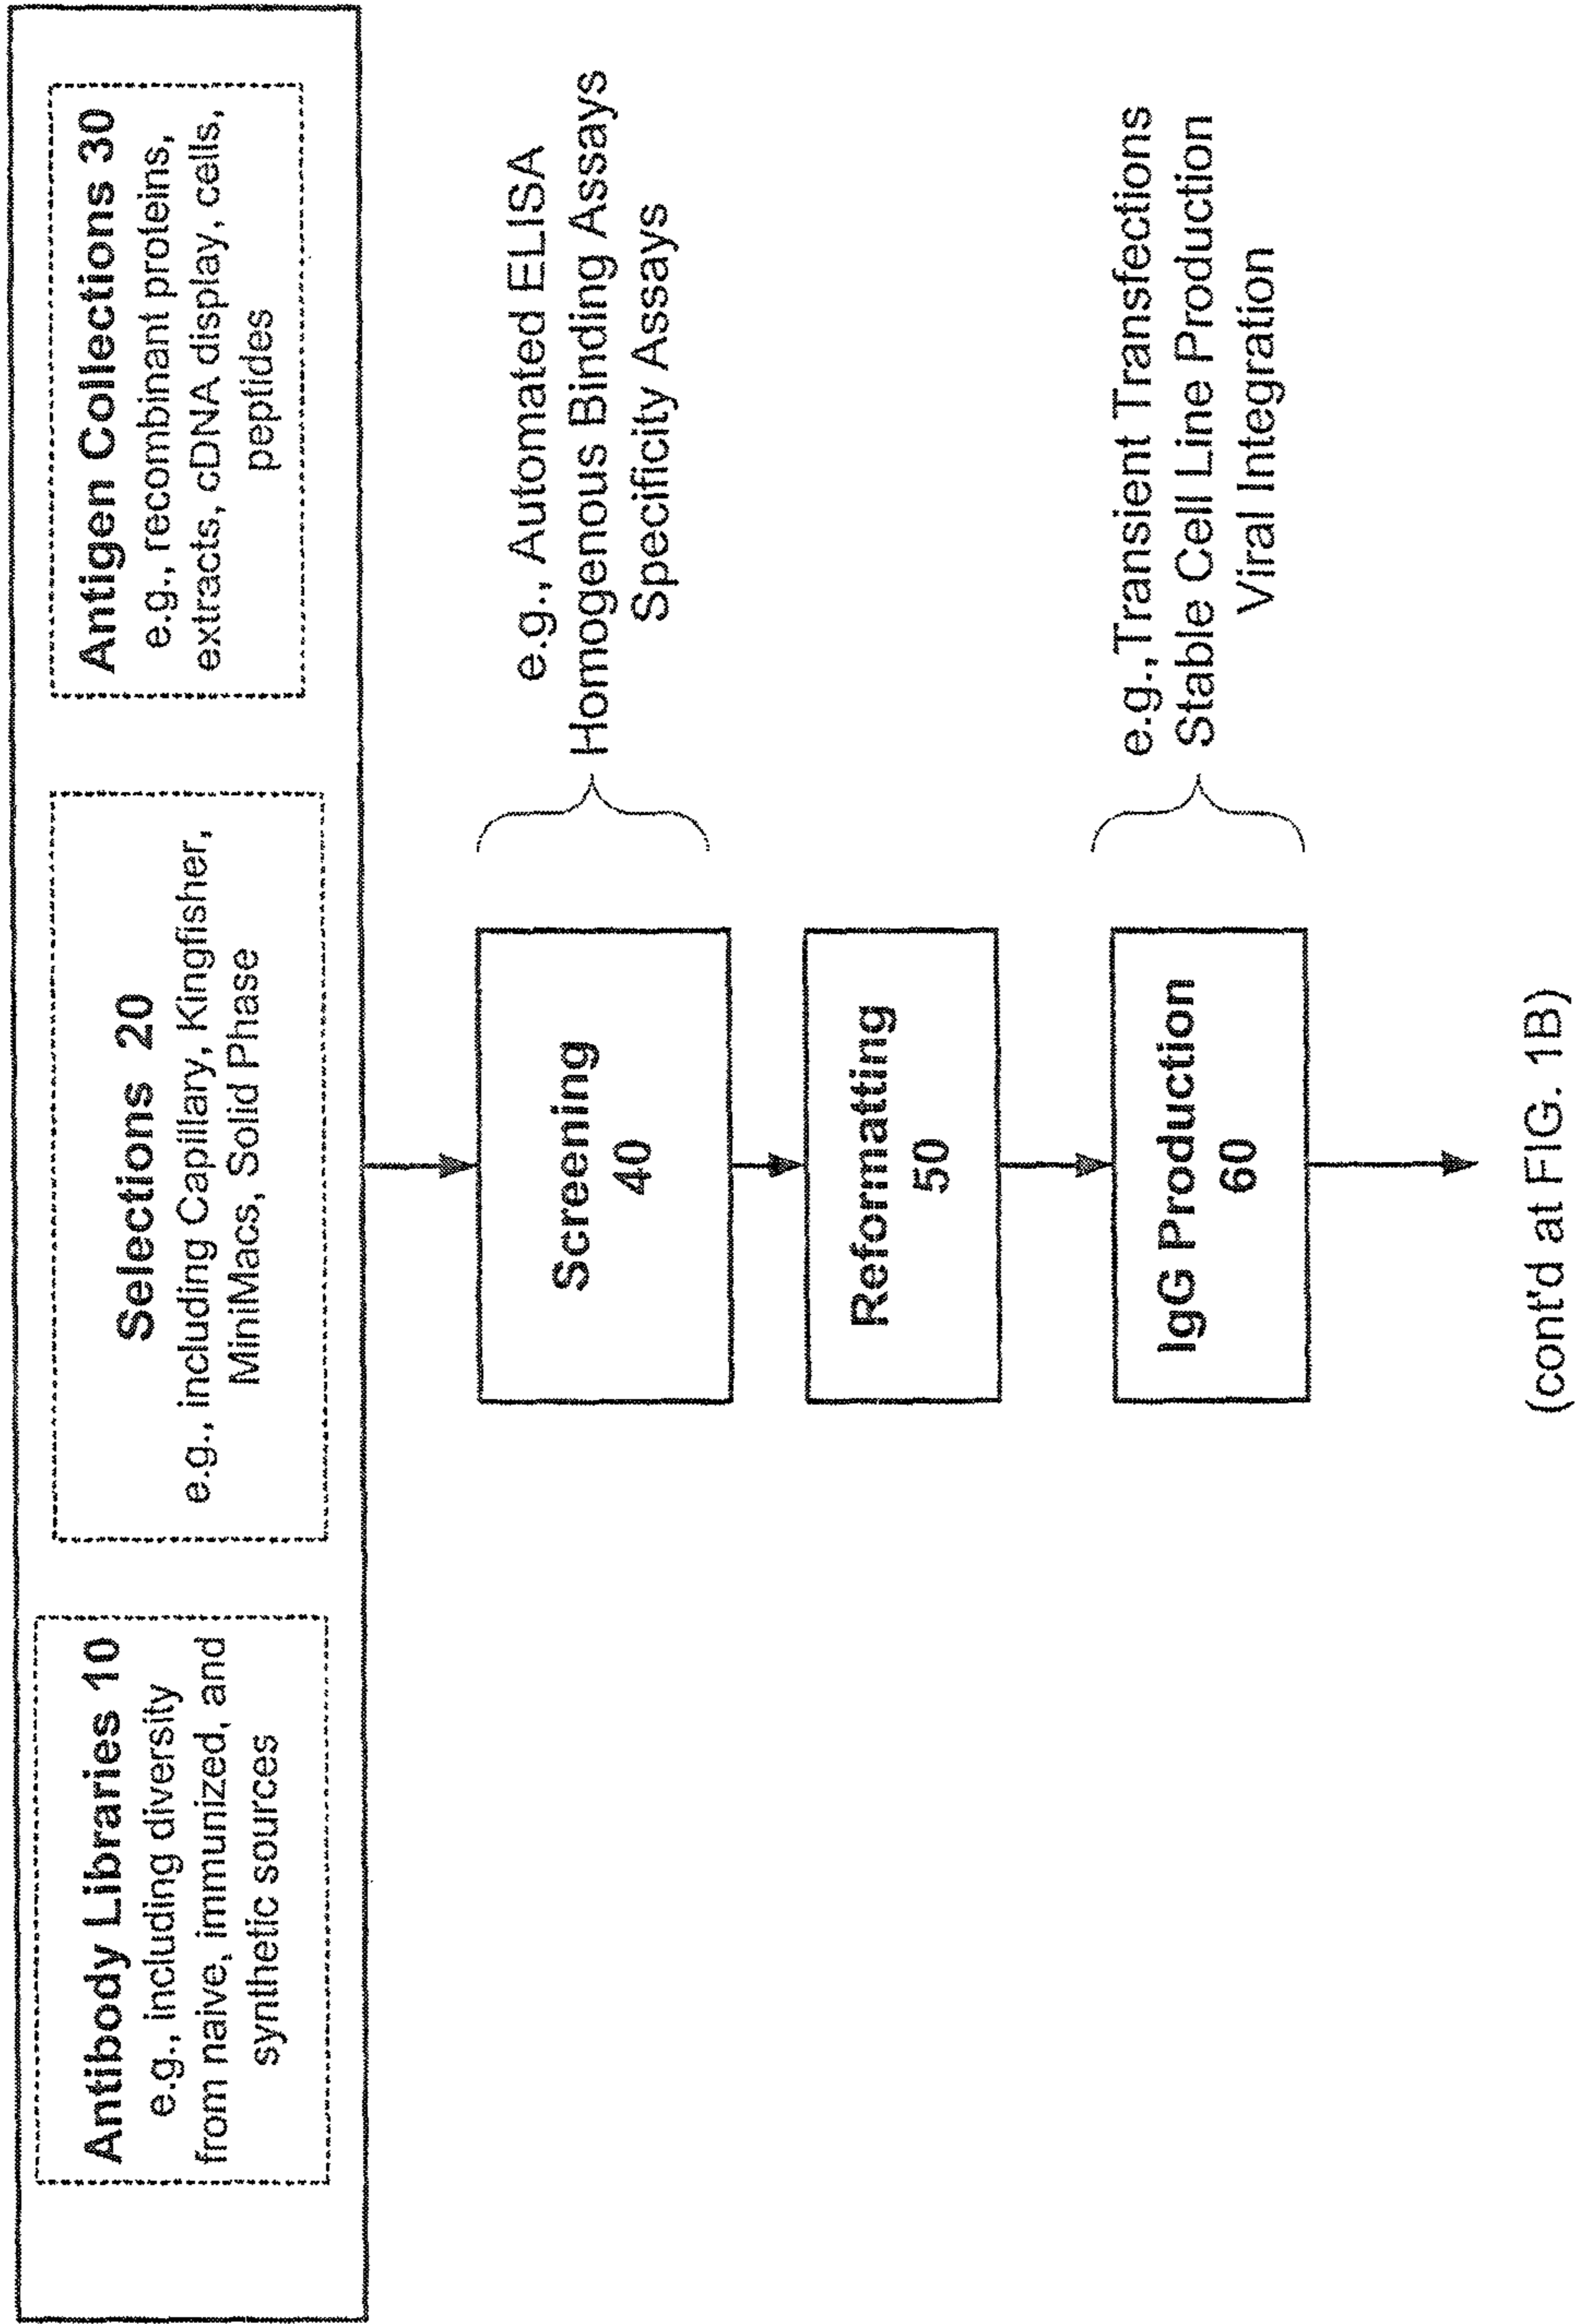 Antibody Libraries 10
e.g., including diversity
from naive, immunized, and
synthetic sources
Selections 20
e.g., including Capillary, Kingfisher,
MiniMacs, Solid Phase
Antigen Collections 30
e.g., recombinant proteins,
extracts, cDNA display, cells,
peptides
Screening
40
e.g., Automated ELISA
Homogenous Binding Assays
Specificity Assays
Reformatting
50
IgG Production
60
e.g.,Transient Transfections
Stable Cell Line Production
Viral Integration
(cont'd at FIG. 1B)